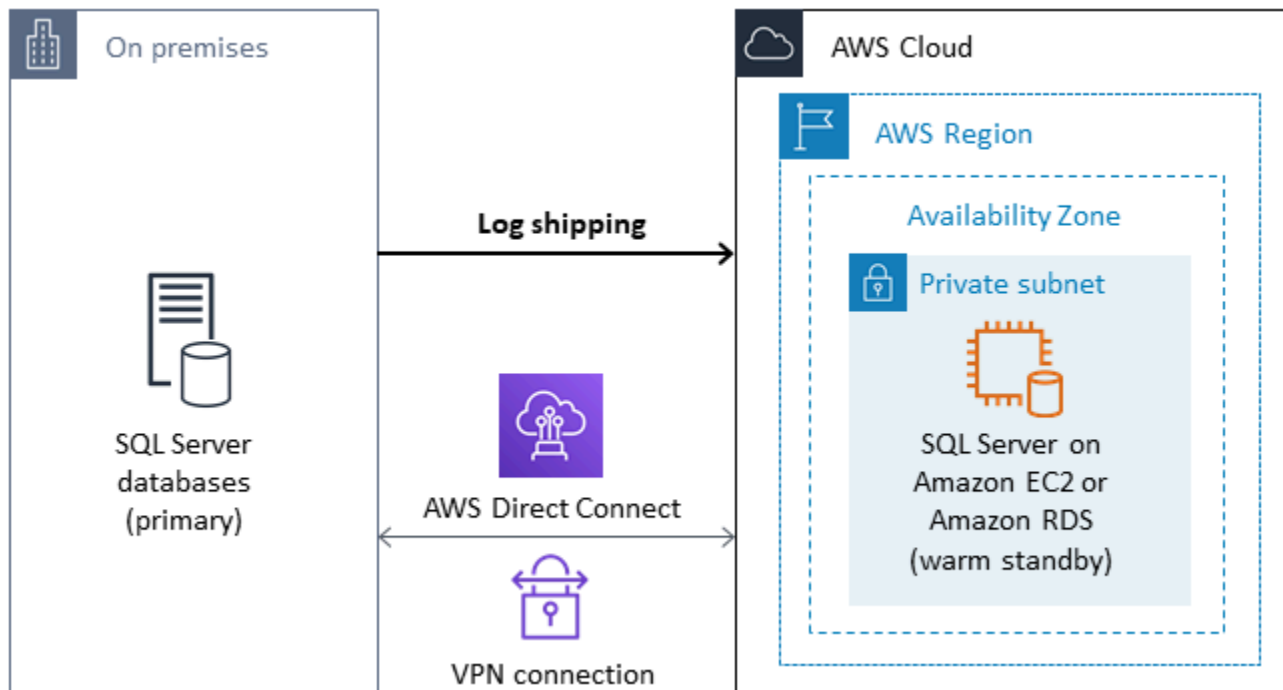 On premises
AWS Cloud
AWS Region
Availability Zone
Log shipping
Private subnet
SQL Server
databases
(primary)
AWS Direct Connect
VPN connection
SQL Server on
Amazon EC2 or
Amazon RDS
(warm standby)